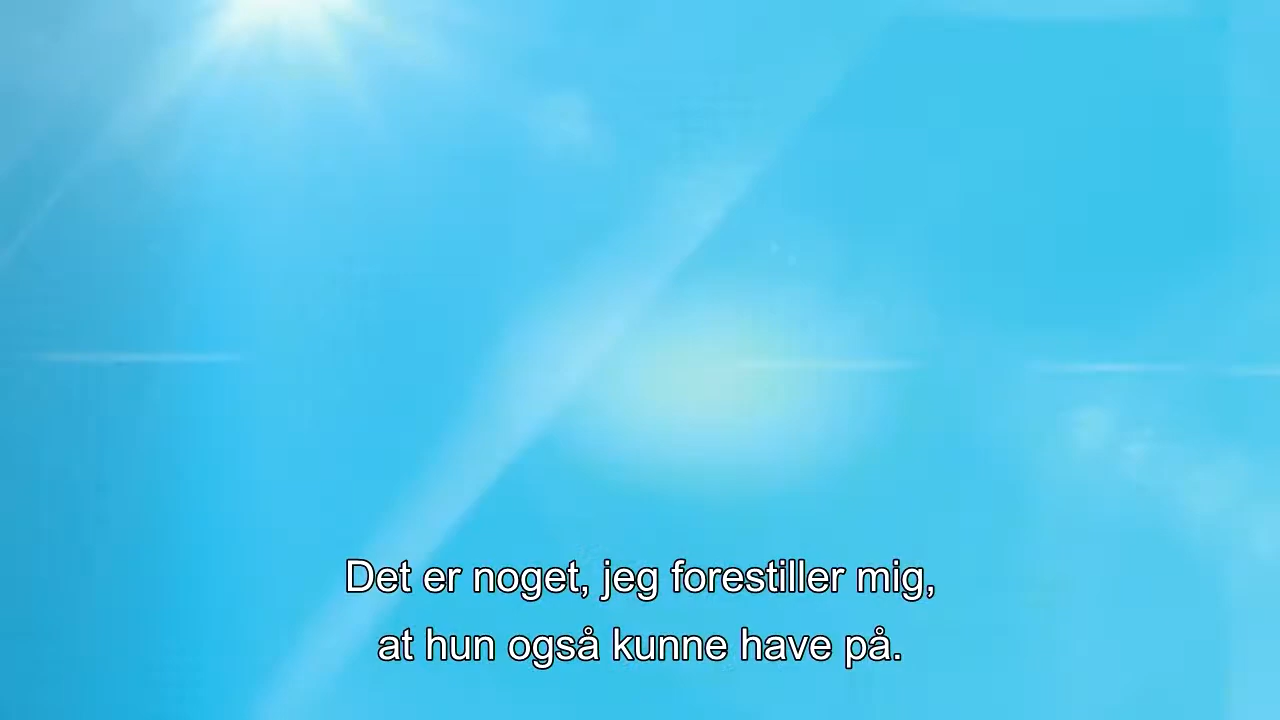 Det er noget, jeg forestiller mig,
at hun også kunne have på.